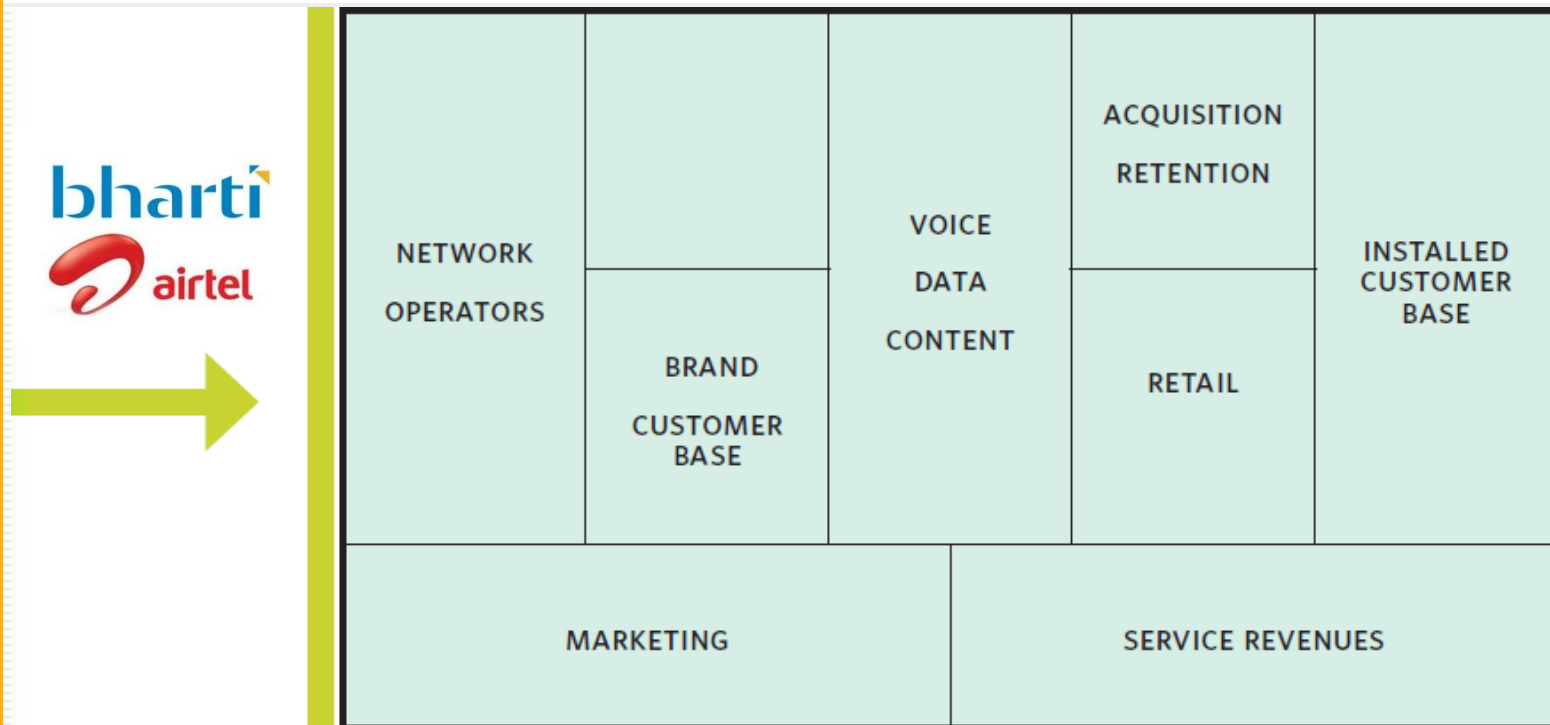 bharti
airtel
NETWORK
OPERATORS
BRAND
CUSTOMER
BASE
VOICE
DATA
CONTENT
ACQUISITION
RETENTION
RETAIL
INSTALLED
CUSTOMER
BASE
MARKETING
SERVICE REVENUES